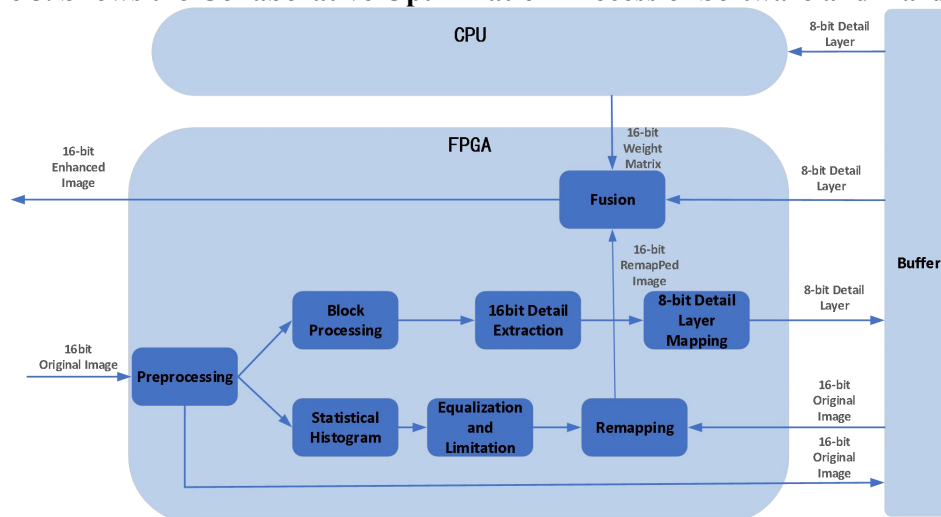 CPU
8-bit Detail
Layer
FPGA
16-bit
Weight
Matrix
16-bit
Enhanced
Image
Fusion
8-bit Detail
Layer
16-bit
RemapPed
Image
Buffer
Block
Processing
16bit Detail
Extraction
8-bit Detail
Layer
Mapping
8-bit Detail
Layer
16bit
Original Image
Preprocessing
Statistical
Histogram
Equalization
and
Limitation
Remapping
16-bit
Original
Image
16-bit
Original
Image